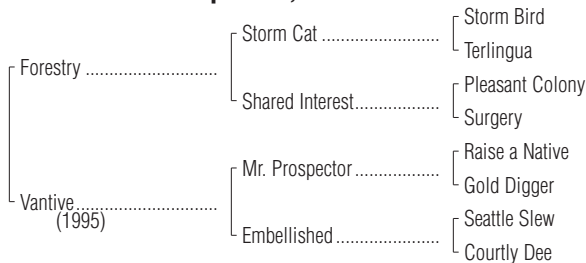 Forestry
Storm Cat
Storm Bird
Terlingua
Shared Interest
Pleasant Colony
Surgery
Vantive
(1995)
Mr. Prospector
Raise a Native
Gold Digger
Embellished
Seattle Slew
Courtly Dee